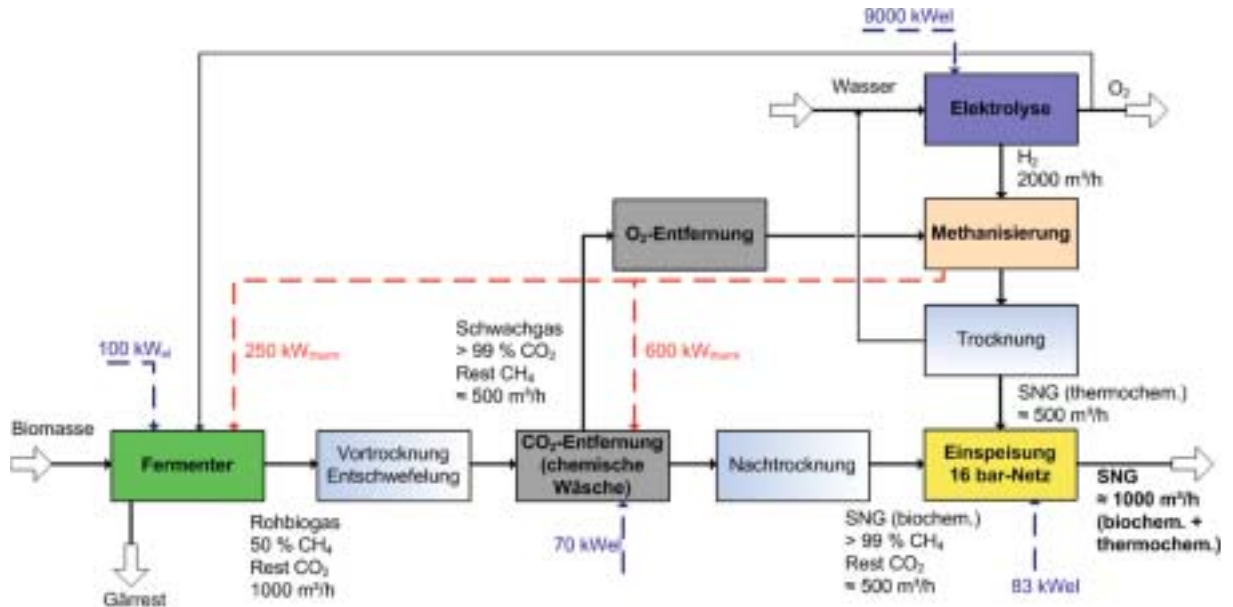 9000 kWel
Wasser
Elektrolyse
O₂
H₂
2000 m³/h
O₂-Entfernung
Methanisierung
Schwachgas
> 99 % CO₂
Rest CH₄
≈ 500 m³/h
100 kWel
250 kWtherm
600 kWtherm
Trocknung
SNG (thermochem.)
≈ 500 m³/h
Biomasse
Fermenter
Vortrocknung
Entschwefelung
CO₂-Entfernung
(chemische
Wäsche)
Nachtrocknung
Einspeisung
16 bar-Netz
SNG
≈ 1000 m³/h
(biochem. +
thermochem.)
Rohbiogas
50 % CH₄
Rest CO₂
1000 m³/h
70 kWel
SNG (biochem.)
> 99 % CH₄
Rest CO₂
≈ 500 m³/h
83 kWel
Gärrest